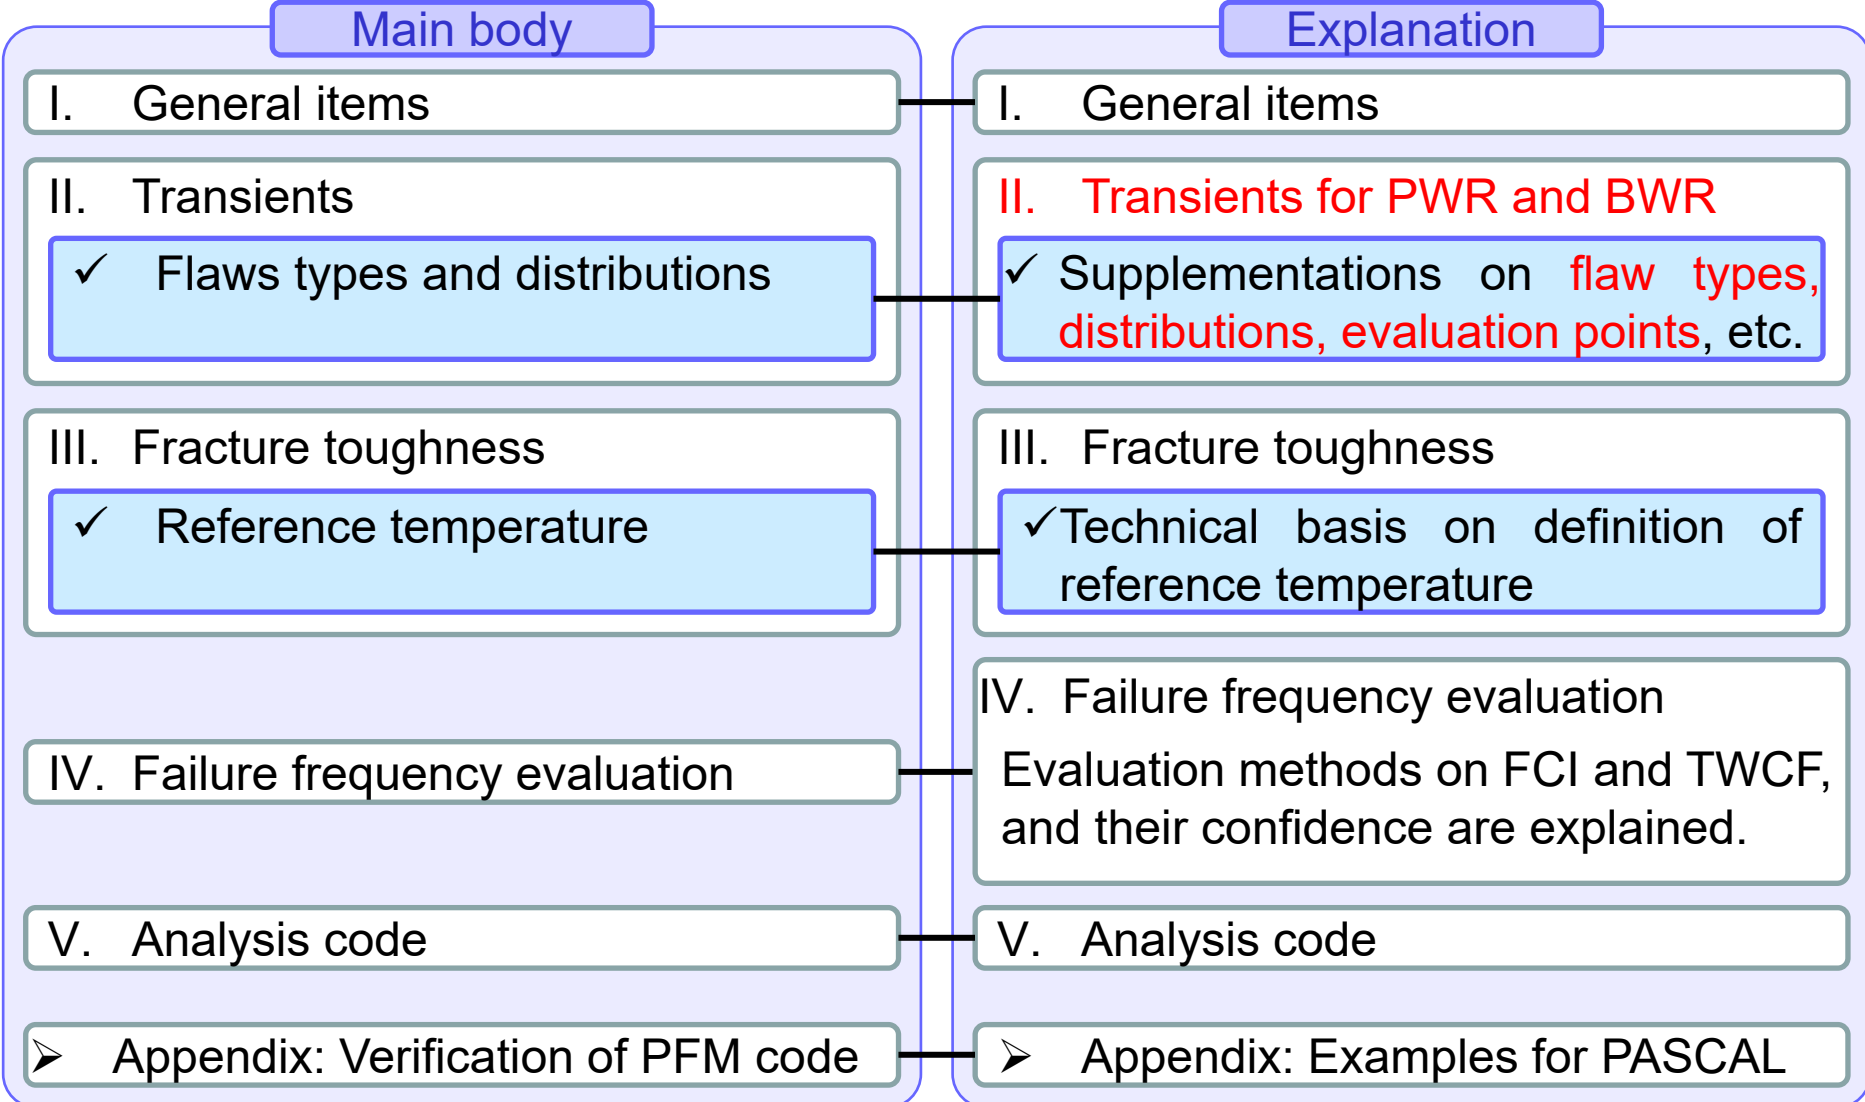 Main body
I. General items
II. Transients
✓ Flaws types and distributions
III. Fracture toughness
✓ Reference temperature
IV. Failure frequency evaluation
V. Analysis code
➢ Appendix: Verification of PFM code
Explanation
I. General items
II. Transients for PWR and BWR
✓ Supplementations on flaw types,
distributions, evaluation points, etc.
III. Fracture toughness
✓ Technical basis on definition of
reference temperature
IV. Failure frequency evaluation
Evaluation methods on FCI and TWCF,
and their confidence are explained.
V. Analysis code
➢ Appendix: Examples for PASCAL